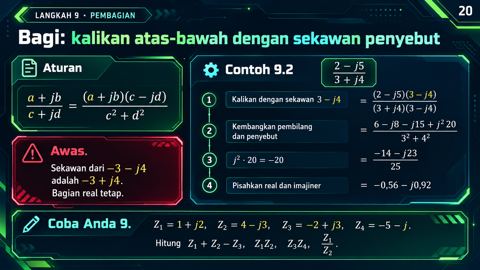 LANGKAH 9 • PEMBAGIAN
20
Bagi: kalikan atas-bawah dengan sekawan penyebut
Aturan
(a + jb)/(c + jd) = (a + jb)(c − jd)/(c² + d²)
Awas.
Sekawan dari −3 − j4
adalah −3 + j4.
Bagian real tetap.
Contoh 9.2
(2 − j5)/(3 + j4)
1 Kalikan dengan sekawan 3 − j4 = (2 − j5)(3 − j4)/(3 + j4)(3 − j4)
2 Kembangkan pembilang
dan penyebut = (6 − j8 − j15 + j² 20)/(3² + 4²)
3 j² · 20 = −20 = (−14 − j23)/25
4 Pisahkan real dan imajiner = −0,56 − j0,92
Coba Anda 9.
Z₁ = 1 + j2, Z₂ = 4 − j3, Z₃ = −2 + j3, Z₄ = −5 − j.
Hitung Z₁ + Z₂ − Z₃, Z₁Z₂, Z₃Z₄, Z₁/Z₂.